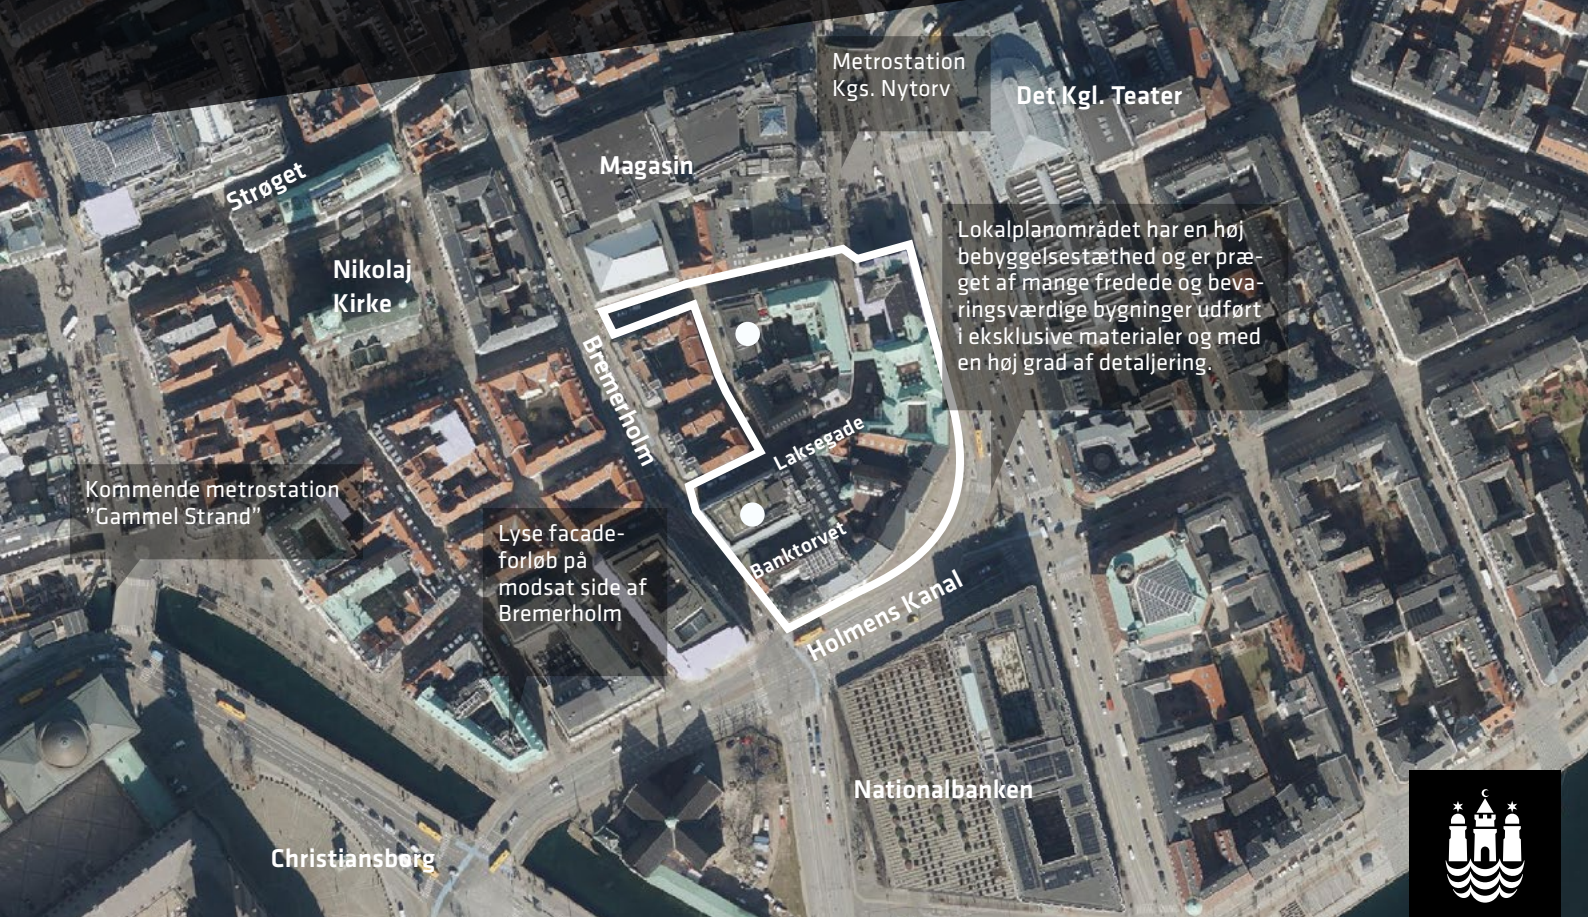 Metrostation
Kgs. Nytorv
Det Kgl. Teater
Magasin
Strøget
Nikolaj
Kirke
Lokalplanområdet har en høj
bebyggelsestæthed og er præ-
get af mange fredede og beva-
ringsværdige bygninger udført
i eksklusive materialer og med
en høj grad af detaljering.
Bremerholm
Laksegade
Kommende metrostation
”Gammel Strand”
Lyse facade-
forløb på
modsat side af
Bremerholm
Banktorvet
Holmens Kanal
Nationalbanken
Christiansborg